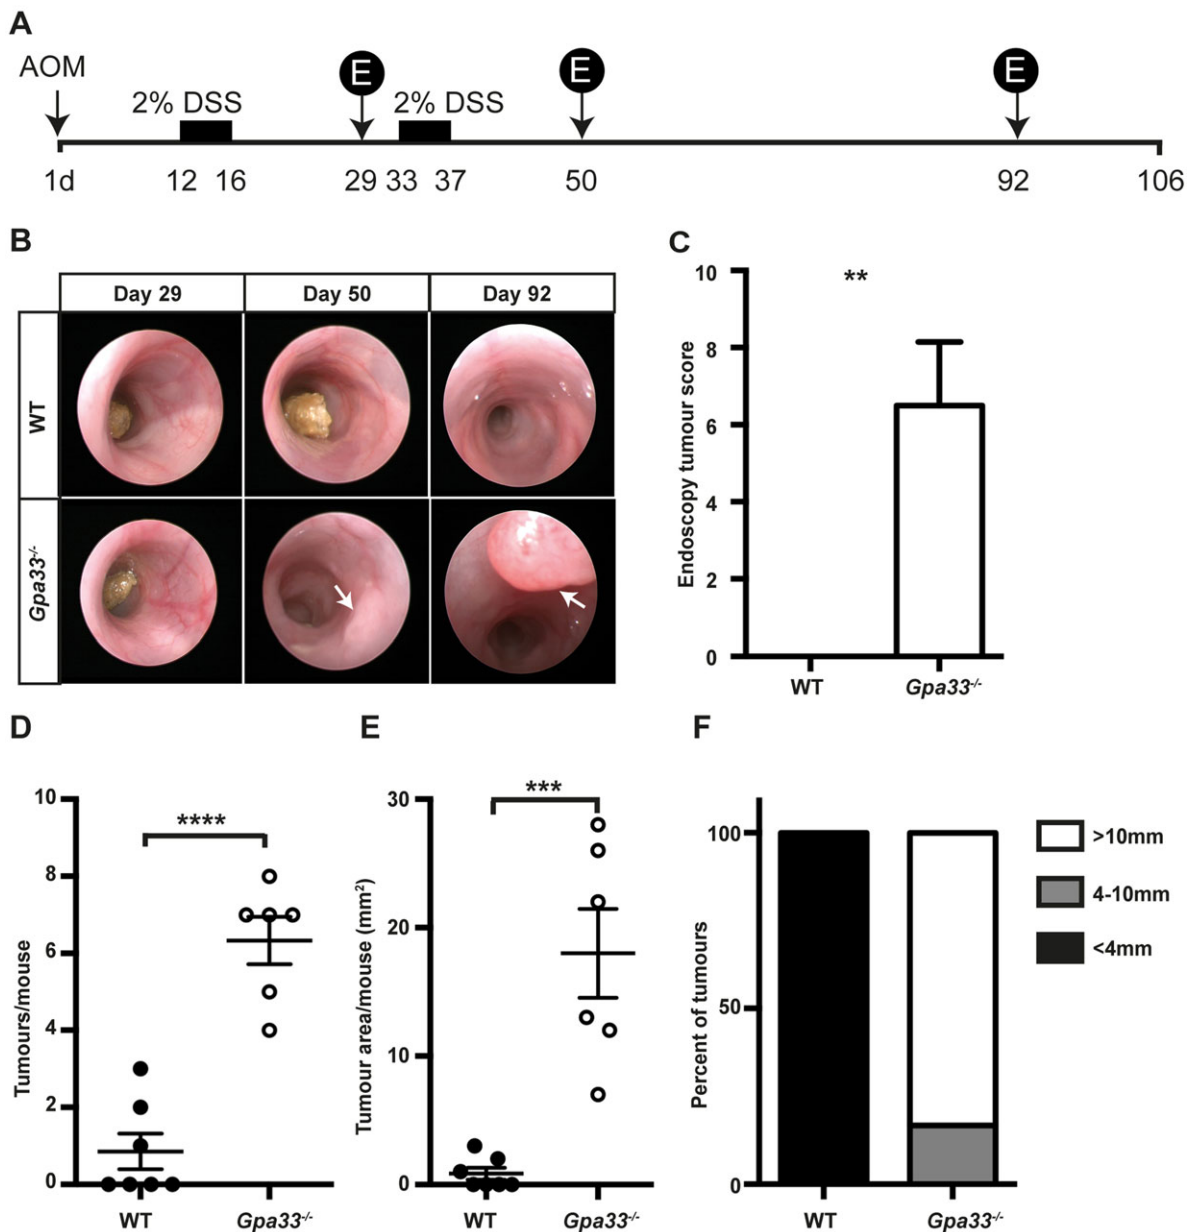 A
AOM
2% DSS
E
2% DSS
E
E
1d 12 16 29 33 37 50 92 106
B
Day 29 Day 50 Day 92
WT
Gpa33-/-
C
**
Endoscopy tumour score
10
8
6
4
2
0
WT Gpa33-/-
D
****
Tumours/mouse
10
8
6
4
2
0
WT Gpa33-/-
E
***
Tumour area/mouse (mm²)
30
20
10
0
WT Gpa33-/-
F
Percent of tumours
100
50
0
WT Gpa33-/-
>10mm
4-10mm
<4mm